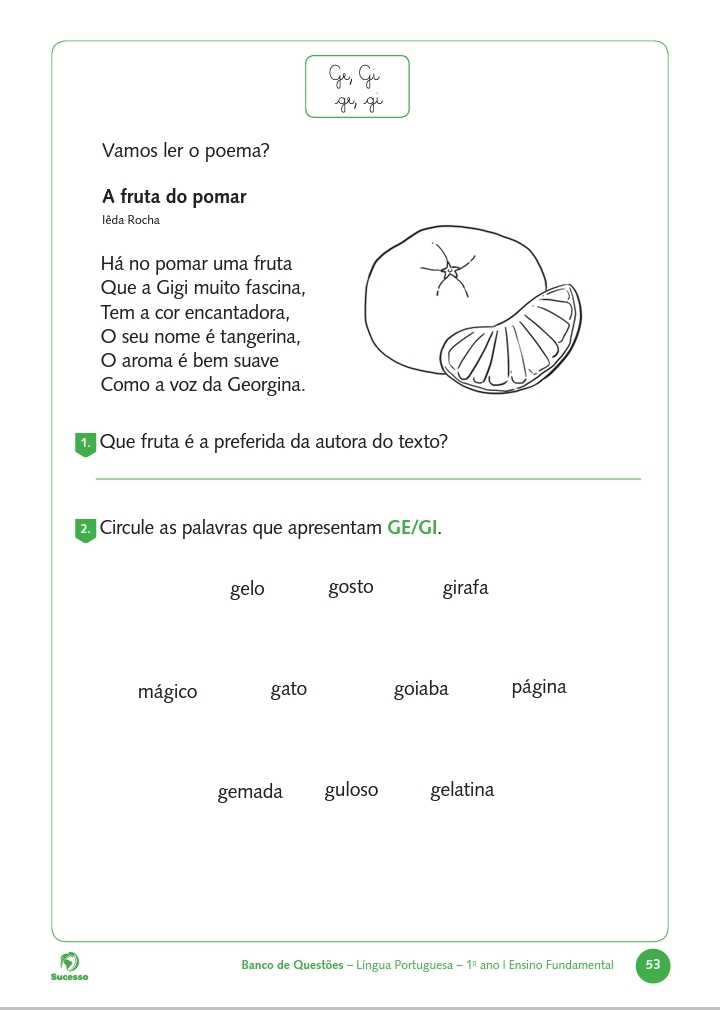 Ge, Gi
ge, gi
Vamos ler o poema?
A fruta do pomar
Iêda Rocha
Há no pomar uma fruta
Que a Gigi muito fascina,
Tem a cor encantadora,
O seu nome é tangerina,
O aroma é bem suave
Como a voz da Georgina.
1. Que fruta é a preferida da autora do texto?
2. Circule as palavras que apresentam GE/GI.
gelo gosto girafa
mágico gato goiaba página
gemada guloso gelatina
Sucesso
Banco de Questões – Língua Portuguesa – 1º ano | Ensino Fundamental
53